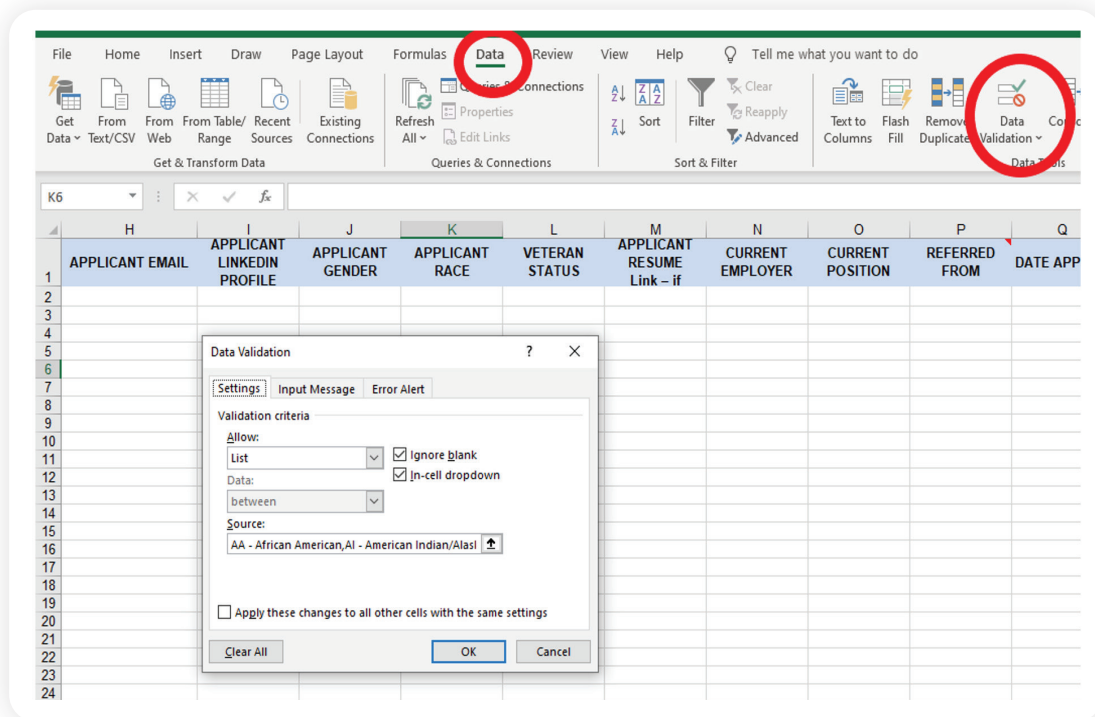 File Home Insert Draw Page Layout Formulas Data Review View Help Tell me what you want to do
Get Data
From Text/CSV
From Web
From Table/ Range
Recent Sources
Existing Connections
Get & Transform Data
Refresh All
Queries & Connections
Properties
Edit Links
Queries & Connections
Sort
Filter
Clear
Reapply
Advanced
Sort & Filter
Text to Columns
Flash Fill
Remove Duplicate
Data Validation
Data Tools
K6 fx
H I J K L M N O P Q
1 APPLICANT EMAIL
APPLICANT LINKEDIN PROFILE
APPLICANT GENDER
APPLICANT RACE
VETERAN STATUS
APPLICANT RESUME Link – if
CURRENT EMPLOYER
CURRENT POSITION
REFERRED FROM
DATE APP
2
3
4
5
6
7
8
9
10
11
12
13
14
15
16
17
18
19
20
21
22
23
24
Data Validation ?
Settings Input Message Error Alert
Validation criteria
Allow:
List
Ignore blank
In-cell dropdown
Data:
between
Source:
AA - African American,AI - American Indian/Alasl
Apply these changes to all other cells with the same settings
Clear All OK Cancel